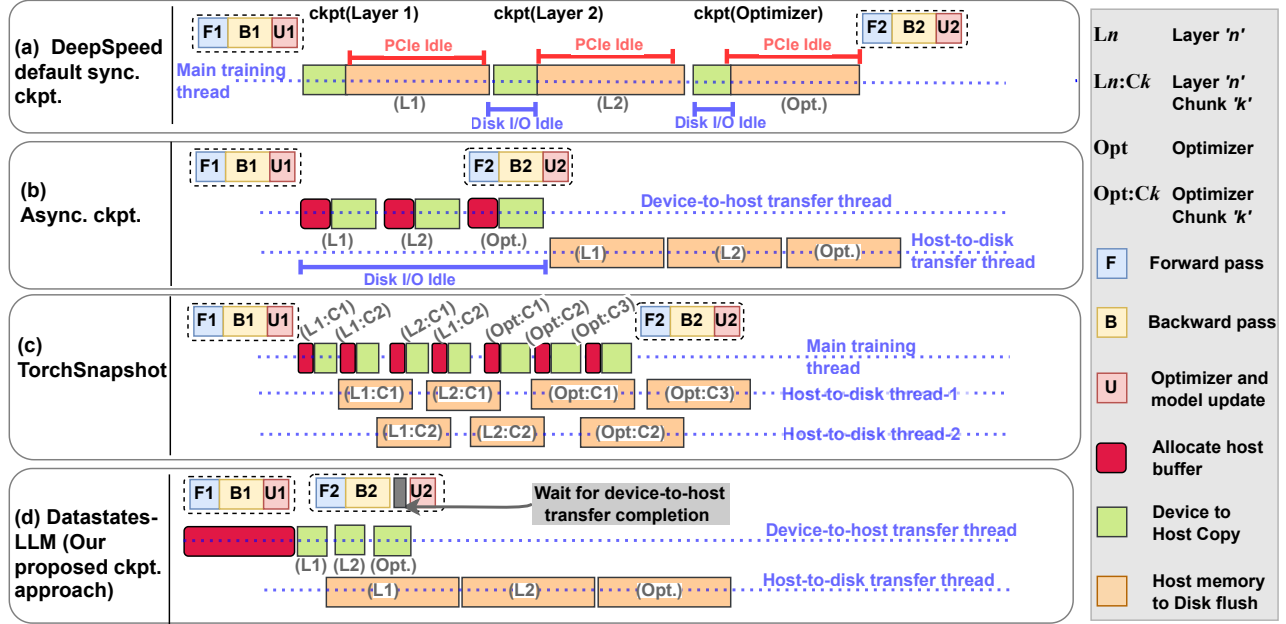 (a) DeepSpeed
default sync.
ckpt.
ckpt(Layer 1)
ckpt(Layer 2)
ckpt(Optimizer)
F1 B1 U1
PCIe Idle
PCIe Idle
PCIe Idle
F2 B2 U2
Main training
thread
(L1)
(L2)
(Opt.)
Disk I/O Idle
Disk I/O Idle
(b)
Async. ckpt.
F1 B1 U1
F2 B2 U2
Device-to-host transfer thread
(L1)
(L2)
(Opt.)
(L1)
(L2)
(Opt.)
Host-to-disk
transfer thread
Disk I/O Idle
(c)
TorchSnapshot
F1 B1 U1
(L1:C1)
(L1:C2)
(L2:C1)
(L1:C2)
(Opt:C1)
(Opt:C2)
(Opt:C3)
F2 B2 U2
Main training
thread
(L1:C1)
(L2:C1)
(Opt:C1)
(Opt:C3)
Host-to-disk thread-1
(L1:C2)
(L2:C2)
(Opt:C2)
Host-to-disk thread-2
(d) Datastates-
LLM (Our
proposed ckpt.
approach)
F1 B1 U1
F2 B2 U2
Wait for device-to-host
transfer completion
Device-to-host transfer thread
(L1)
(L2)
(Opt.)
(L1)
(L2)
(Opt.)
Host-to-disk transfer thread
Ln Layer 'n'
Ln:Ck Layer 'n'
Chunk 'k'
Opt Optimizer
Opt:Ck Optimizer
Chunk 'k'
F Forward pass
B Backward pass
U Optimizer and
model update
Allocate host
buffer
Device to
Host Copy
Host memory
to Disk flush